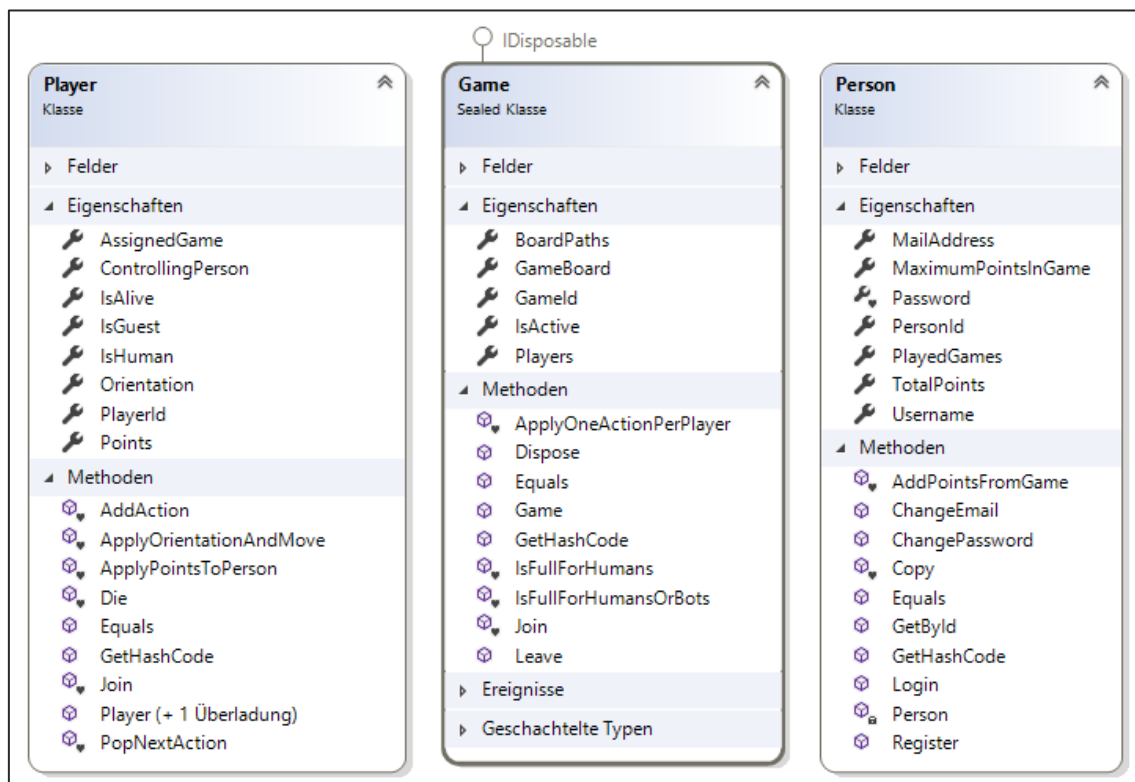 IDisposable
Player
Klasse
Felder
Eigenschaften
AssignedGame
ControllingPerson
IsAlive
IsGuest
IsHuman
Orientation
PlayerId
Points
Methoden
AddAction
ApplyOrientationAndMove
ApplyPointsToPerson
Die
Equals
GetHashCode
Join
Player (+ 1 Überladung)
PopNextAction
Game
Sealed Klasse
Felder
Eigenschaften
BoardPaths
GameBoard
GameId
IsActive
Players
Methoden
ApplyOneActionPerPlayer
Dispose
Equals
Game
GetHashCode
IsFullForHumans
IsFullForHumansOrBots
Join
Leave
Ereignisse
Geschachtelte Typen
Person
Klasse
Felder
Eigenschaften
MailAddress
MaximumPointsInGame
Password
PersonId
PlayedGames
TotalPoints
Username
Methoden
AddPointsFromGame
ChangeEmail
ChangePassword
Copy
Equals
GetById
GetHashCode
Login
Person
Register